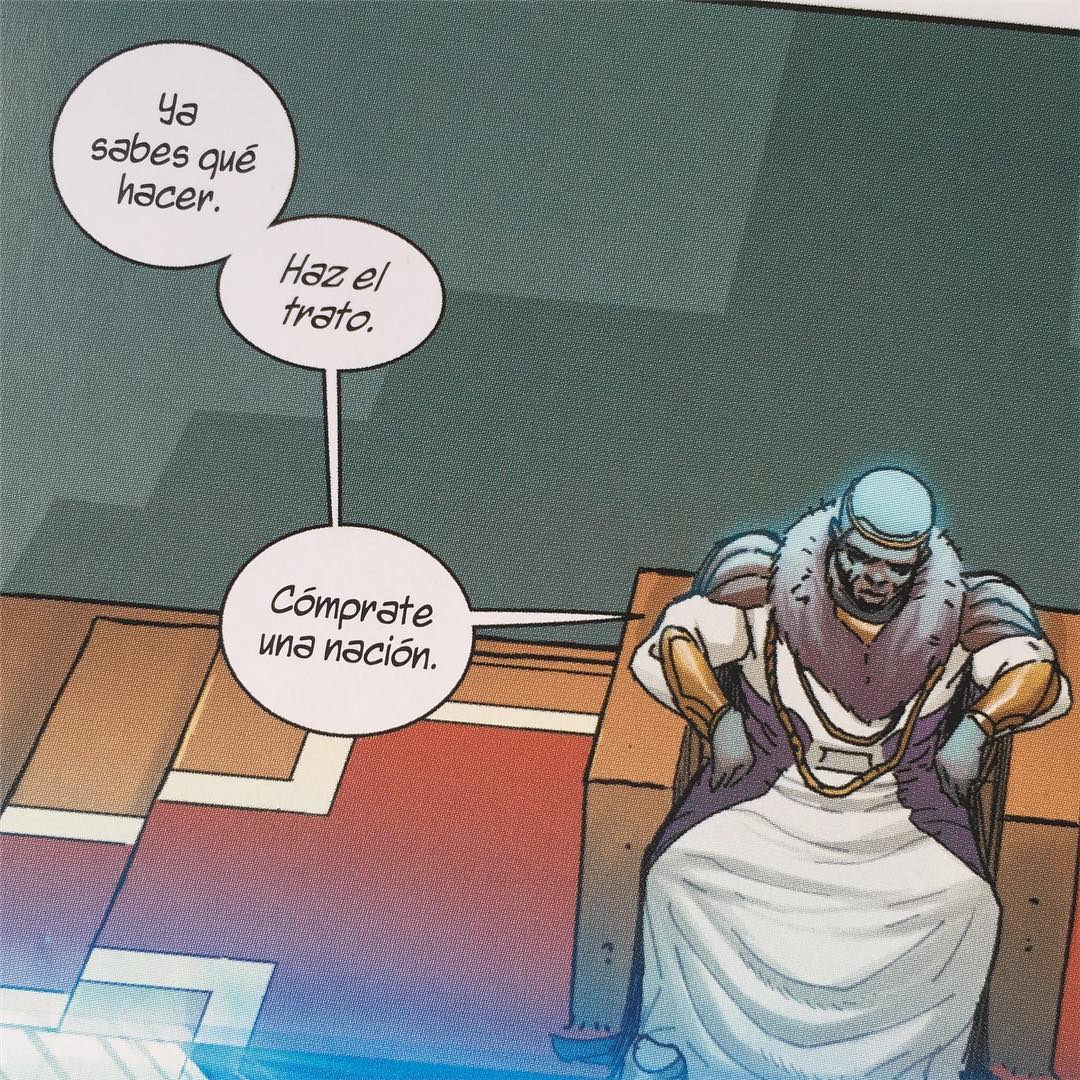 Ya
sabes qué
hacer.
Haz el
trato.
Cómprate
una nación.